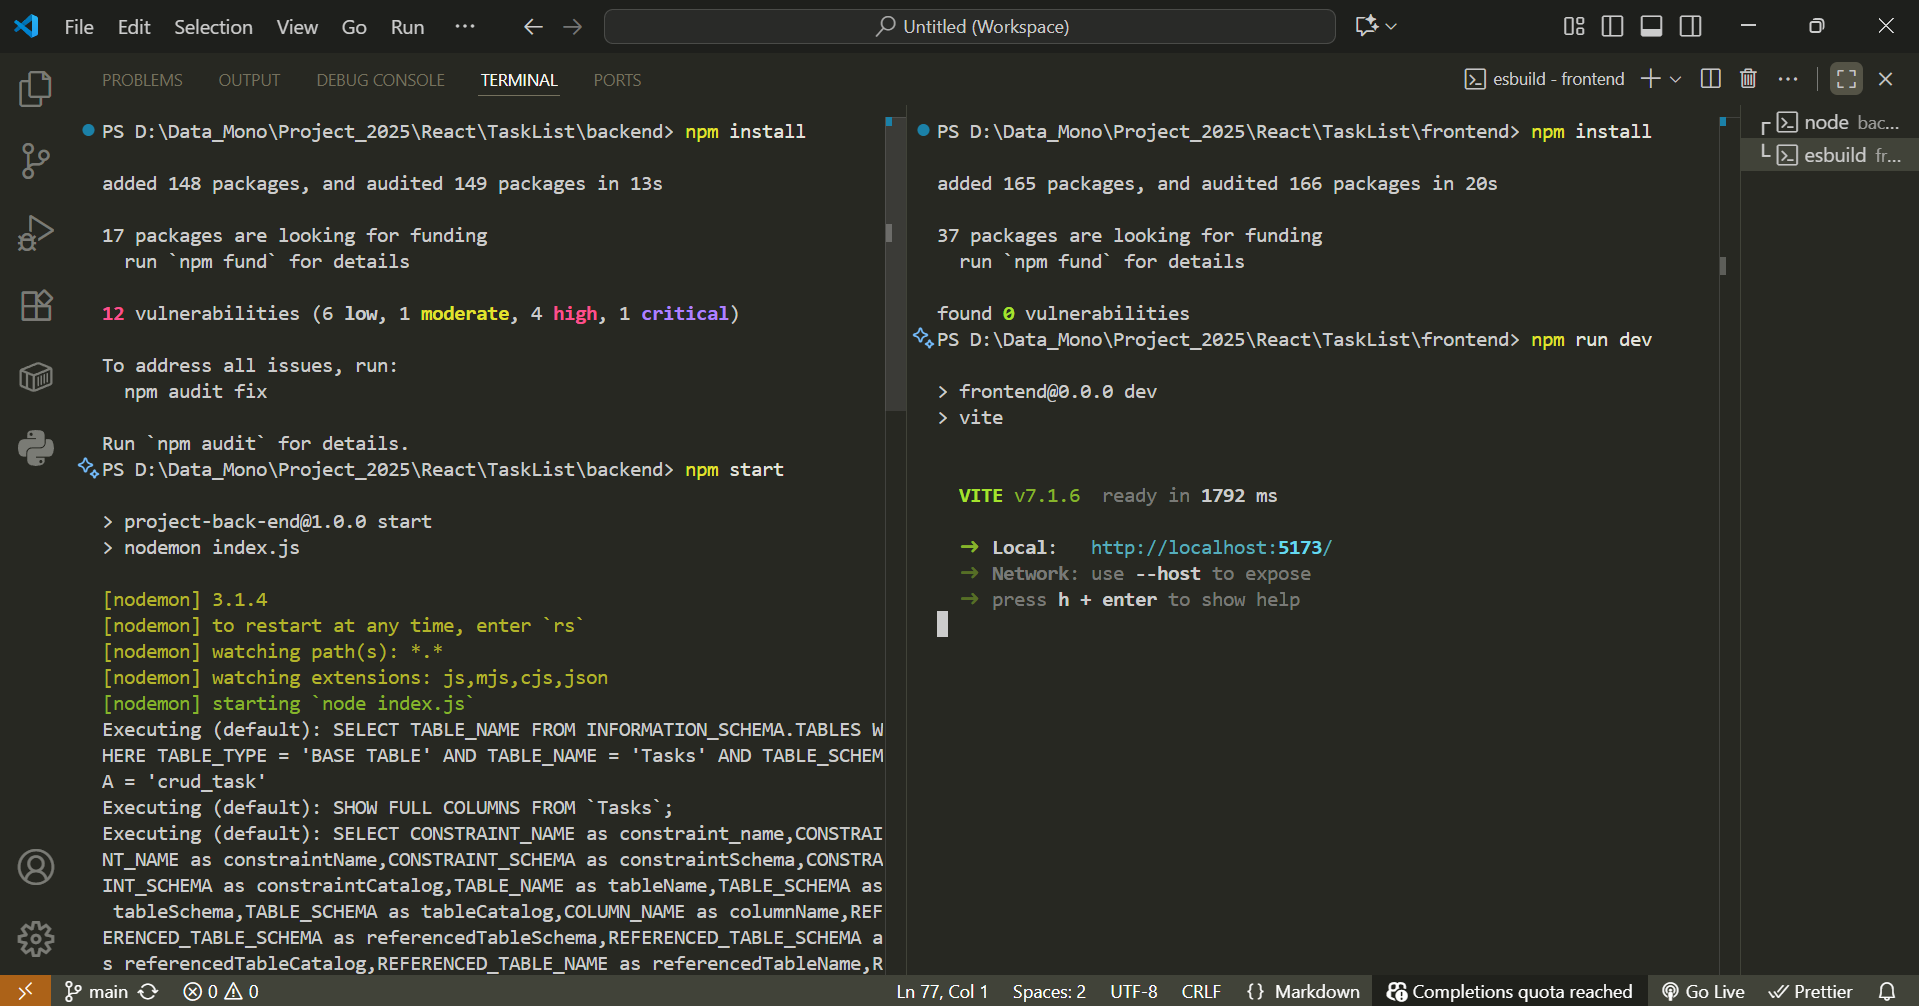 File Edit Selection View Go Run ··· Untitled (Workspace)
PROBLEMS OUTPUT DEBUG CONSOLE TERMINAL PORTS esbuild - frontend
PS D:\Data_Mono\Project_2025\React\TaskList\backend> npm install
added 148 packages, and audited 149 packages in 13s
17 packages are looking for funding
run `npm fund` for details
12 vulnerabilities (6 low, 1 moderate, 4 high, 1 critical)
To address all issues, run:
npm audit fix
Run `npm audit` for details.
PS D:\Data_Mono\Project_2025\React\TaskList\backend> npm start
> project-back-end@1.0.0 start
> nodemon index.js
[nodemon] 3.1.4
[nodemon] to restart at any time, enter `rs`
[nodemon] watching path(s): *.*
[nodemon] watching extensions: js,mjs,cjs,json
[nodemon] starting `node index.js`
Executing (default): SELECT TABLE_NAME FROM INFORMATION_SCHEMA.TABLES W
HERE TABLE_TYPE = 'BASE TABLE' AND TABLE_NAME = 'Tasks' AND TABLE_SCHEM
A = 'crud_task'
Executing (default): SHOW FULL COLUMNS FROM `Tasks`;
Executing (default): SELECT CONSTRAINT_NAME as constraint_name,CONSTRAI
NT_NAME as constraintName,CONSTRAINT_SCHEMA as constraintSchema,CONSTRA
INT_SCHEMA as constraintCatalog,TABLE_NAME as tableName,TABLE_SCHEMA as
tableSchema,TABLE_SCHEMA as tableCatalog,COLUMN_NAME as columnName,REF
ERENCED_TABLE_SCHEMA as referencedTableSchema,REFERENCED_TABLE_SCHEMA a
s referencedTableCatalog,REFERENCED_TABLE_NAME as referencedTableName,R
PS D:\Data_Mono\Project_2025\React\TaskList\frontend> npm install
added 165 packages, and audited 166 packages in 20s
37 packages are looking for funding
run `npm fund` for details
found 0 vulnerabilities
PS D:\Data_Mono\Project_2025\React\TaskList\frontend> npm run dev
> frontend@0.0.0 dev
> vite
VITE v7.1.6 ready in 1792 ms
➜ Local: http://localhost:5173/
➜ Network: use --host to expose
➜ press h + enter to show help
node bac...
esbuild fr...
main 0 0 Ln 77, Col 1 Spaces: 2 UTF-8 CRLF {} Markdown Completions quota reached Go Live Prettier